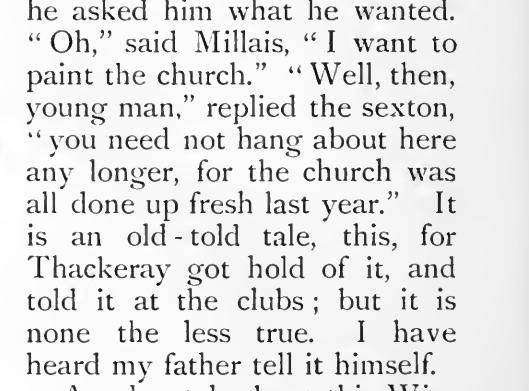 he asked him what he wanted.
“ Oh,” said Millais, “ I want to
paint the church.” “ Well, then,
young man,” replied the sexton,
“ you need not hang about here
any longer, for the church was
all done up fresh last year.” It
is an old-told tale, this, for
Thackeray got hold of it, and
told it at the clubs ; but it is
none the less true. I have
heard my father tell it himself.